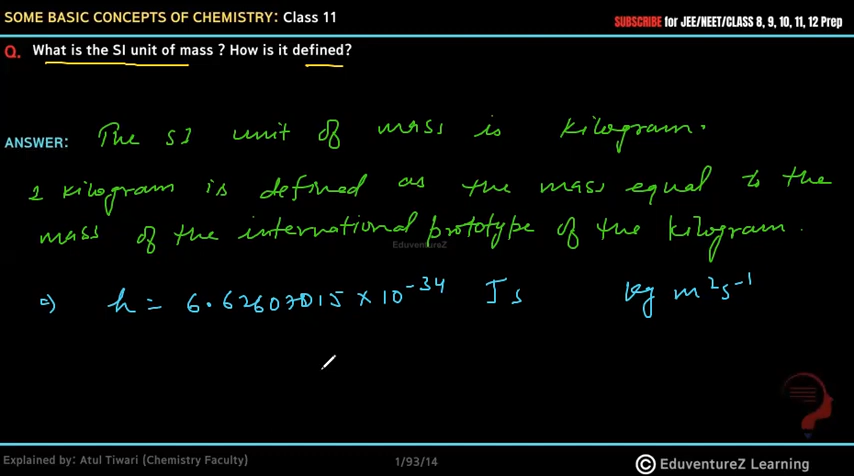 SOME BASIC CONCEPTS OF CHEMISTRY: Class 11
SUBSCRIBE for JEE/NEET/CLASS 8, 9, 10, 11, 12 Prep
Q. What is the SI unit of mass ? How is it defined?
ANSWER: The SI unit of mass is kilogram.
1 kilogram is defined as the mass equal to the
mass of the international prototype of the kilogram.
EduventureZ
⇒ h = 6.62607015 × 10⁻³⁴ J s kg m² s⁻¹
Explained by: Atul Tiwari (Chemistry Faculty)
1/93/14
© EduventureZ Learning